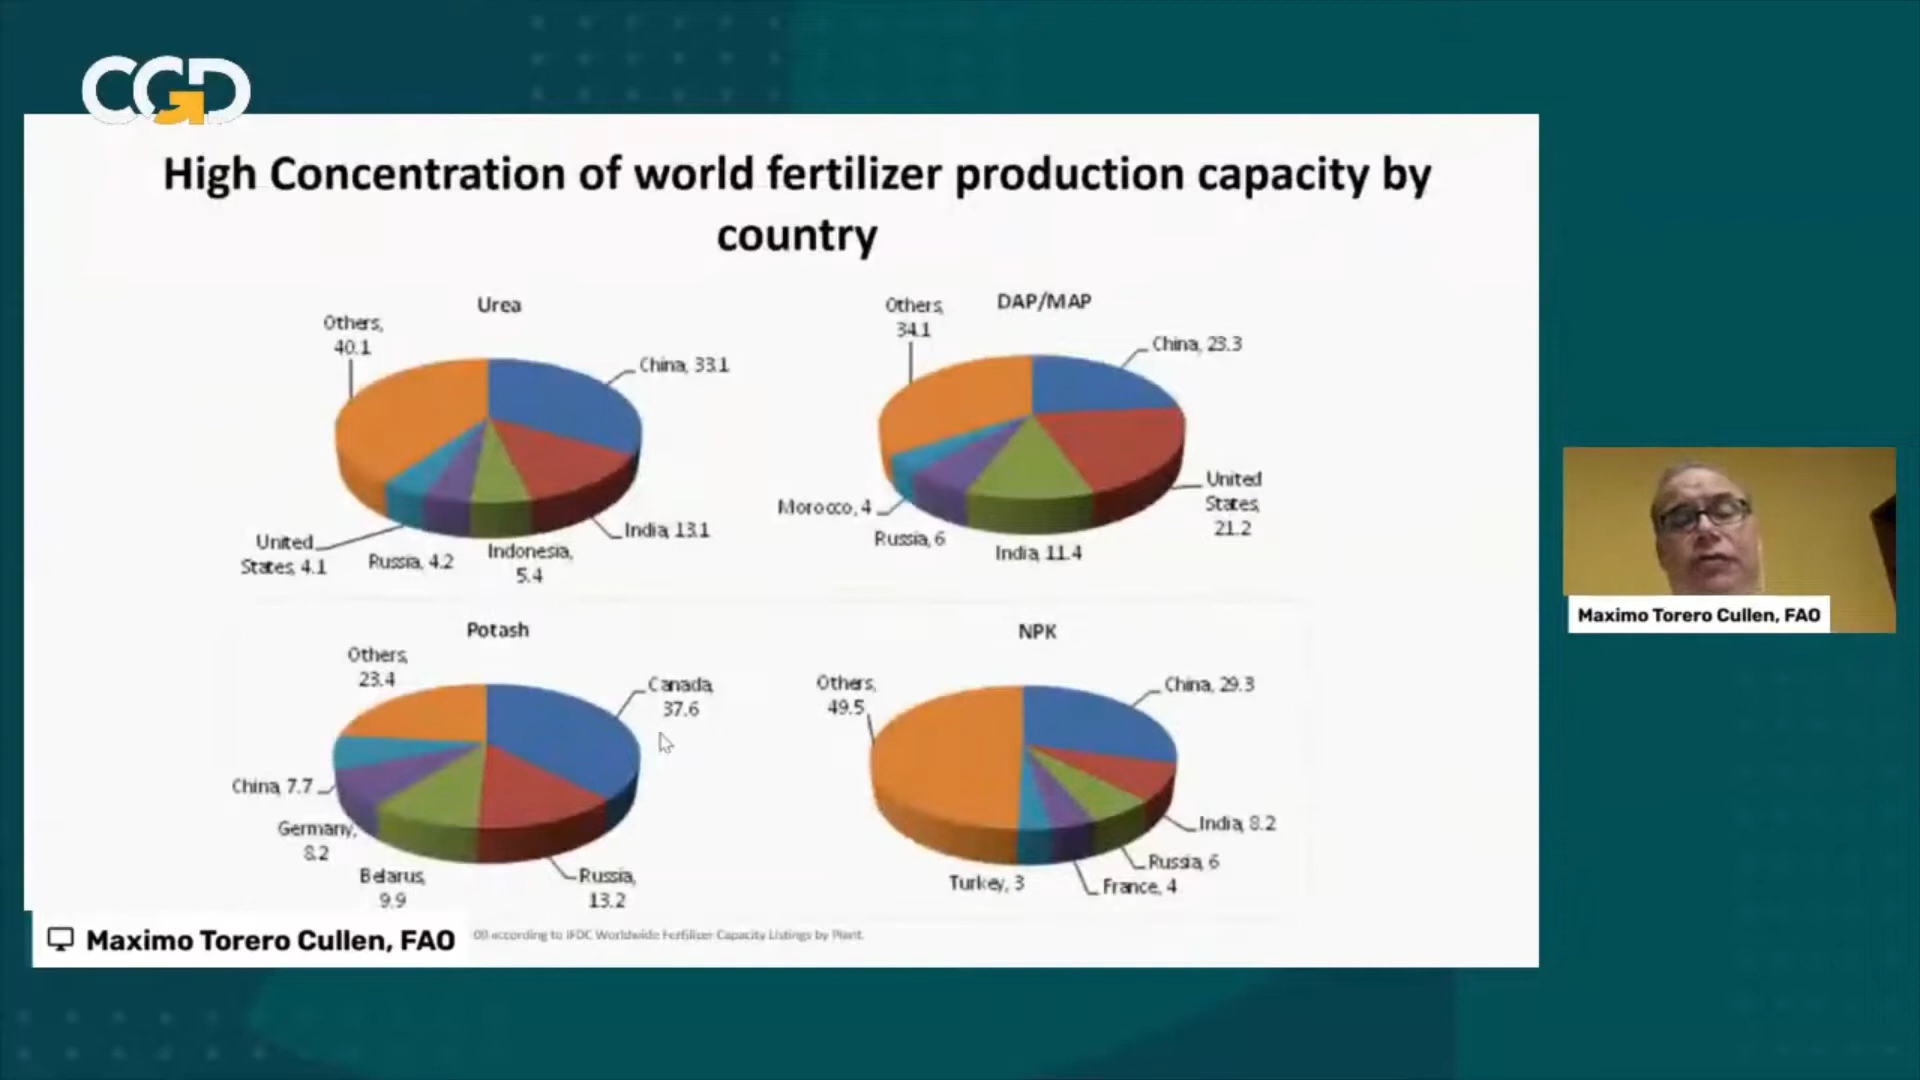 CGD
High Concentration of world fertilizer production capacity by
country
Urea
Others,
40.1
China, 33.1
India, 13.1
Indonesia,
5.4
Russia, 4.2
United
States, 4.1
DAP/MAP
Others,
34.1
China, 23.3
United
States,
21.2
India, 11.4
Russia, 6
Morocco, 4
Potash
Others,
23.4
Canada,
37.6
Russia,
13.2
Belarus,
9.9
Germany,
8.2
China, 7.7
NPK
Others,
49.5
China, 29.3
India, 8.2
Russia, 6
France, 4
Turkey, 3
according to IFDC Worldwide Fertilizer Capacity Listings by Plant.
Maximo Torero Cullen, FAO
Maximo Torero Cullen, FAO